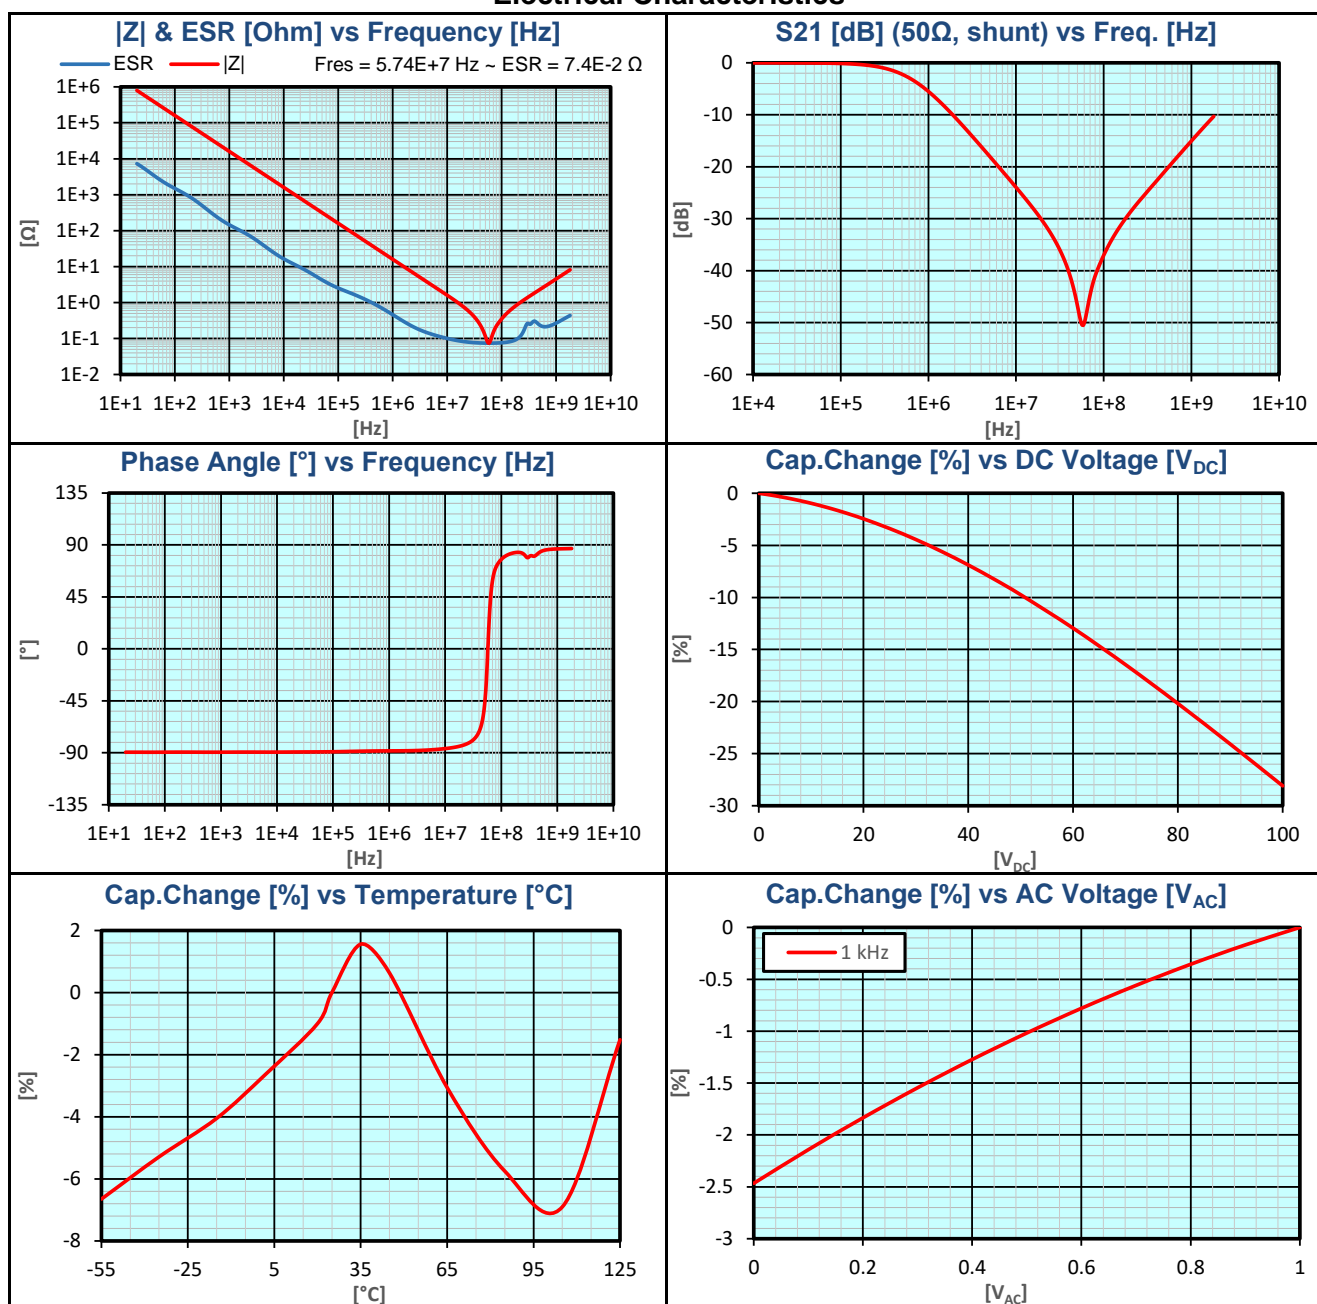 Electrical Characteristics
|Z| & ESR [Ohm] vs Frequency [Hz]
ESR |Z| Fres = 5.74E+7 Hz ~ ESR = 7.4E-2 Ω
1E+6
1E+5
1E+4
1E+3
1E+2
1E+1
1E+0
1E-1
1E-2
[Ω]
1E+1 1E+2 1E+3 1E+4 1E+5 1E+6 1E+7 1E+8 1E+9 1E+10
[Hz]
S21 [dB] (50Ω, shunt) vs Freq. [Hz]
0
-10
-20
-30
-40
-50
-60
[dB]
1E+4 1E+5 1E+6 1E+7 1E+8 1E+9 1E+10
[Hz]
Phase Angle [°] vs Frequency [Hz]
135
90
45
0
-45
-90
-135
[°]
1E+1 1E+2 1E+3 1E+4 1E+5 1E+6 1E+7 1E+8 1E+9 1E+10
[Hz]
Cap.Change [%] vs DC Voltage [VDC]
0
-5
-10
-15
-20
-25
-30
[%]
0 20 40 60 80 100
[VDC]
Cap.Change [%] vs Temperature [°C]
2
0
-2
-4
-6
-8
[%]
-55 -25 5 35 65 95 125
[°C]
Cap.Change [%] vs AC Voltage [VAC]
1 kHz
0
-0.5
-1
-1.5
-2
-2.5
-3
[%]
0 0.2 0.4 0.6 0.8 1
[VAC]